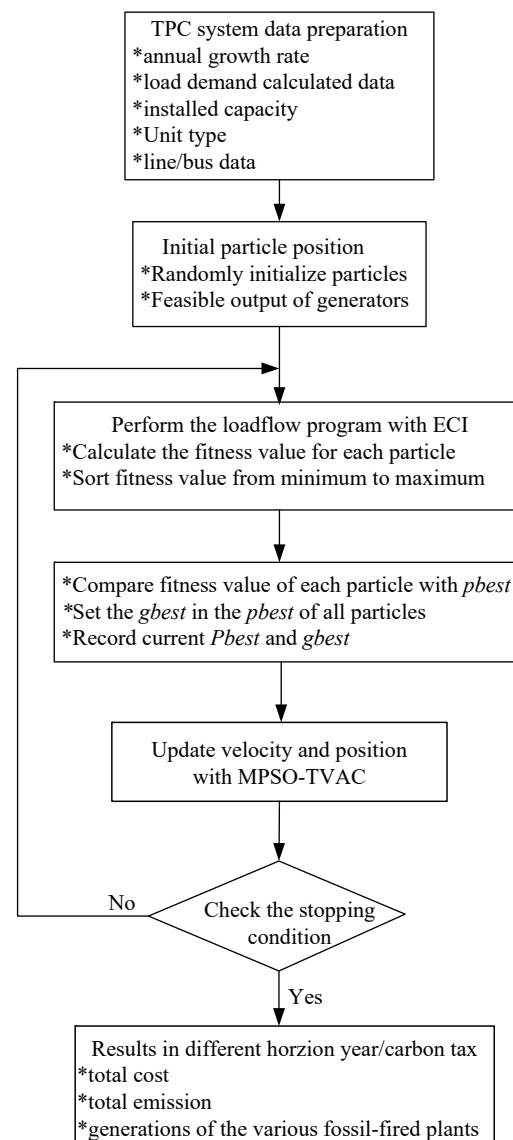 TPC system data preparation
*annual growth rate
*load demand calculated data
*installed capacity
*Unit type
*line/bus data
Initial particle position
*Randomly initialize particles
*Feasible output of generators
Perform the loadflow program with ECI
*Calculate the fitness value for each particle
*Sort fitness value from minimum to maximum
*Compare fitness value of each particle with pbest
*Set the gbest in the pbest of all particles
*Record current Pbest and gbest
Update velocity and position
with MPSO-TVAC
No
Check the stopping
condition
Yes
Results in different horzion year/carbon tax
*total cost
*total emission
*generations of the various fossil-fired plants